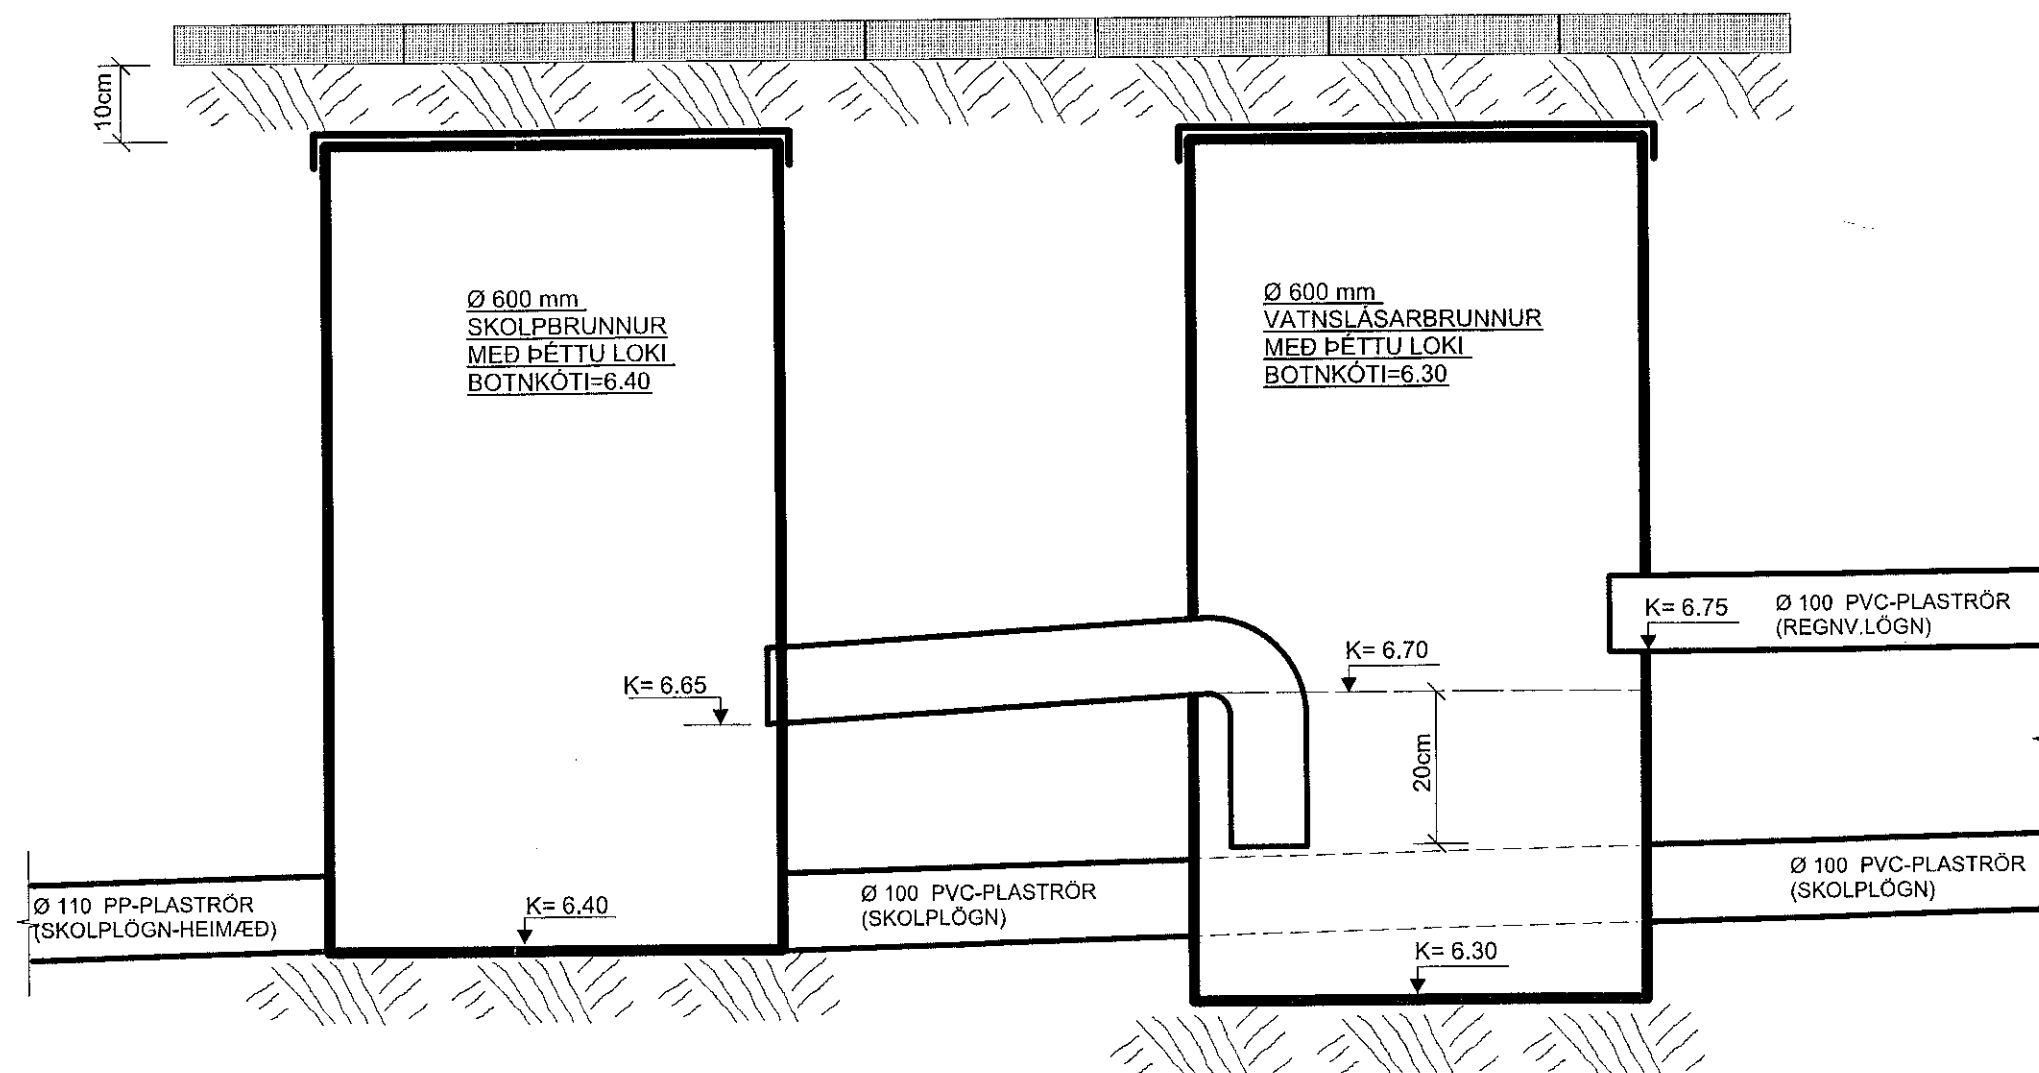 10cm
Ø 600 mm
SKOLPBRUNNUR
MEÐ ÞÉTTU LOKI
BOTNKÓTI=6.40
Ø 600 mm
VATNSLÁSARBRUNNUR
MEÐ ÞÉTTU LOKI
BOTNKÓTI=6.30
K= 6.75
Ø 100 PVC-PLASTRÖR
(REGNV.LÖGN)
K= 6.70
K= 6.65
20cm
Ø 110 PP-PLASTRÖR
(SKOLPLÖGN-HEIMÆÐ)
K= 6.40
Ø 100 PVC-PLASTRÖR
(SKOLPLÖGN)
Ø 100 PVC-PLASTRÖR
(SKOLPLÖGN)
K= 6.30